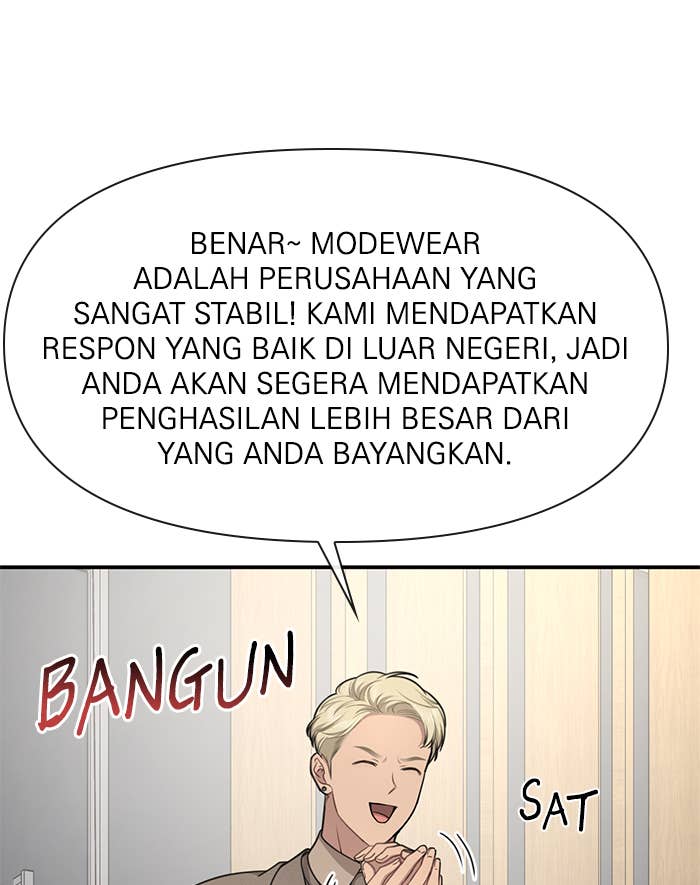 BENAR~ MODEWEAR
ADALAH PERUSAHAAN YANG
SANGAT STABIL! KAMI MENDAPATKAN
RESPON YANG BAIK DI LUAR NEGERI, JADI
ANDA AKAN SEGERA MENDAPATKAN
PENGHASILAN LEBIH BESAR DARI
YANG ANDA BAYANGKAN.
BANGUN
SAT